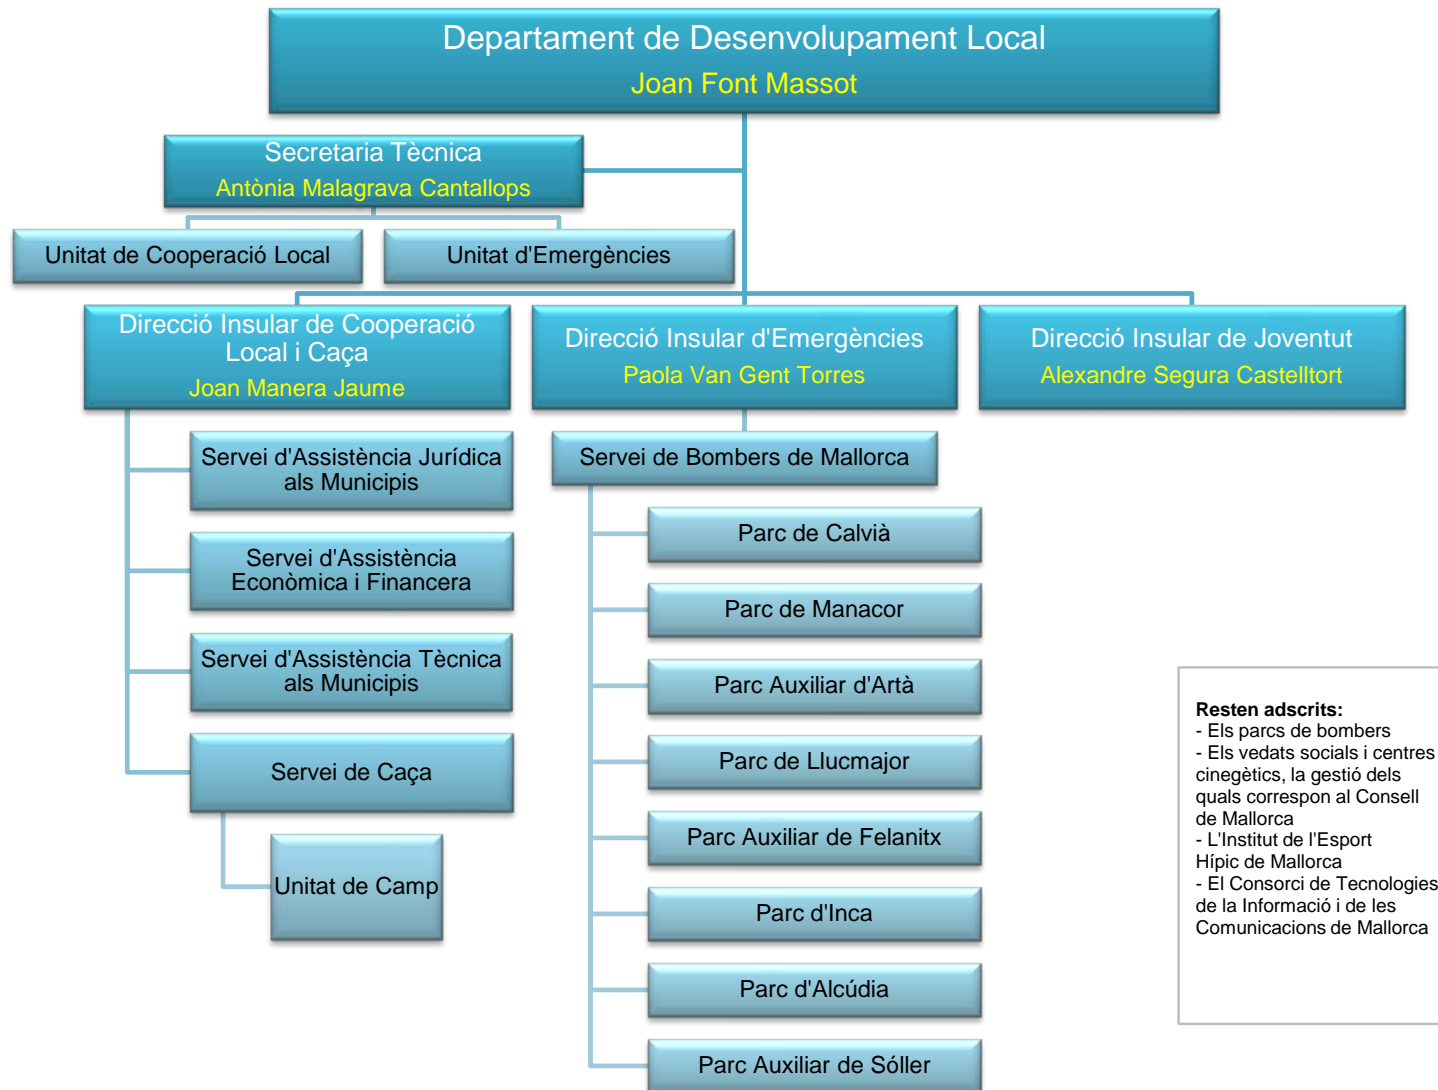 Departament de Desenvolupament Local
Joan Font Massot
Secretaria Tècnica
Antònia Malagrava Cantallops
Unitat de Cooperació Local
Unitat d'Emergències
Direcció Insular de Cooperació
Local i Caça
Joan Manera Jaume
Direcció Insular d'Emergències
Paola Van Gent Torres
Direcció Insular de Joventut
Alexandre Segura Castelltort
Servei d'Assistència Jurídica
als Municipis
Servei d'Assistència
Econòmica i Financera
Servei d'Assistència Tècnica
als Municipis
Servei de Caça
Unitat de Camp
Servei de Bombers de Mallorca
Parc de Calvià
Parc de Manacor
Parc Auxiliar d'Artà
Parc de Llucmajor
Parc Auxiliar de Felanitx
Parc d'Inca
Parc d'Alcúdia
Parc Auxiliar de Sóller
Resten adscrits:
- Els parcs de bombers
- Els vedats socials i centres
cinegètics, la gestió dels
quals correspon al Consell
de Mallorca
- L'Institut de l'Esport
Hípic de Mallorca
- El Consorci de Tecnologies
de la Informació i de les
Comunicacions de Mallorca